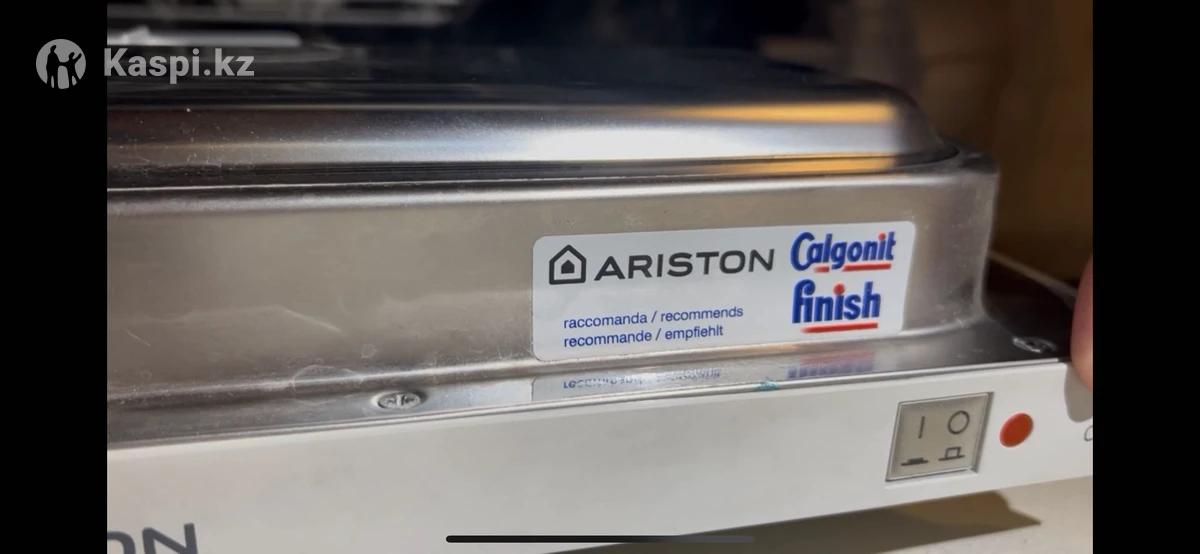 Kaspi.kz
ARISTON
Calgonit
finish
raccomanda / recommends
recommande / empfiehlt
ON